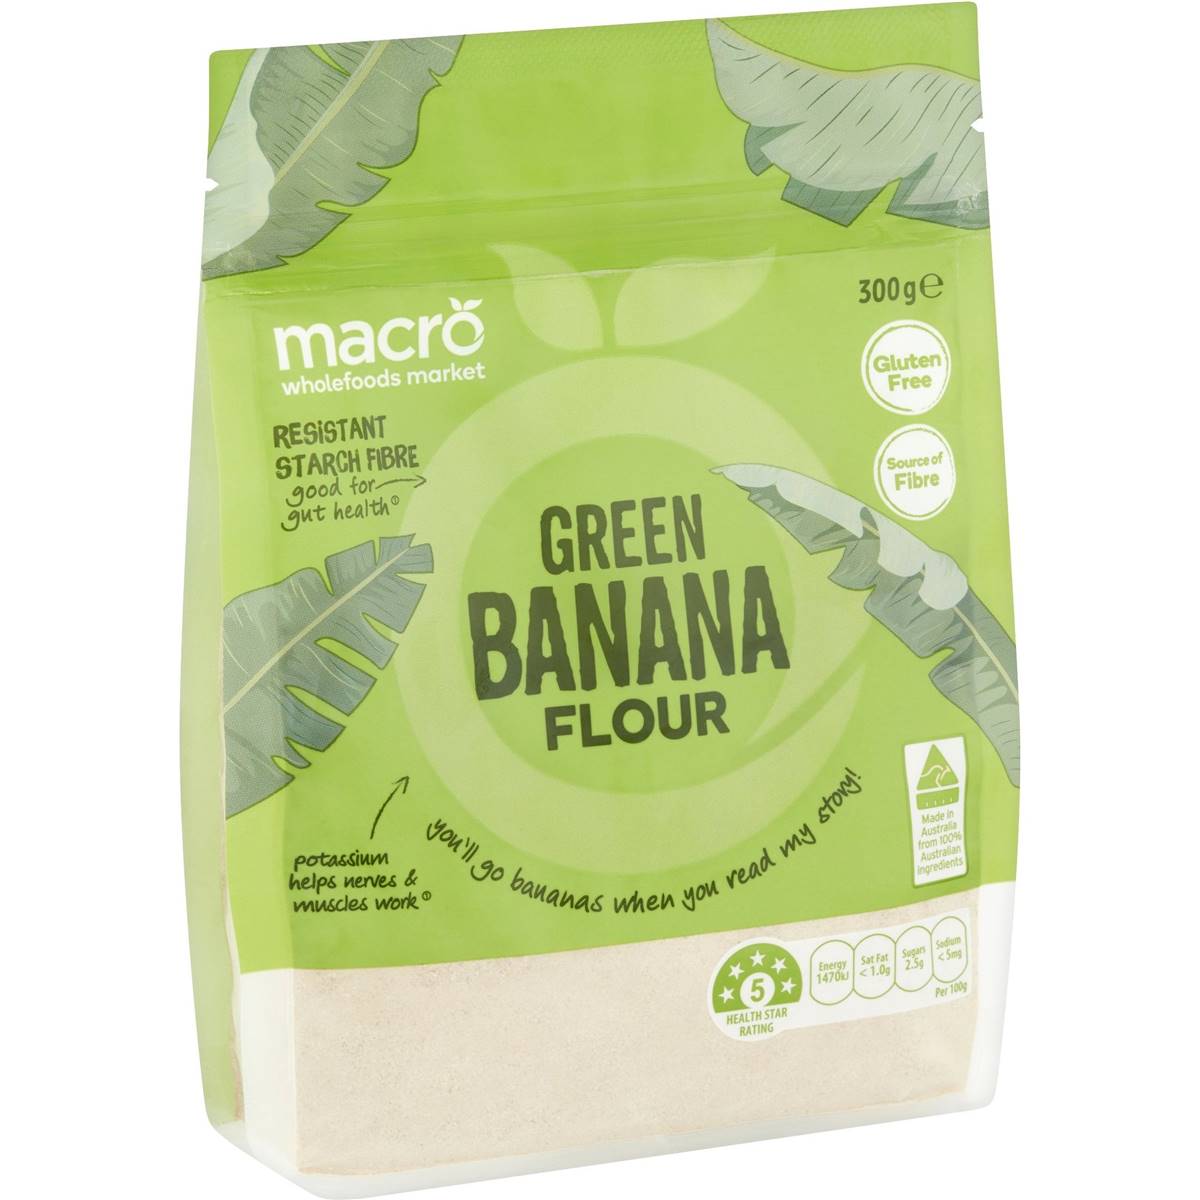 300g℮
macro
wholefoods market
Gluten
Free
RESiSTANT
STARCH FIBRE
good for
gut health①
Source of
Fibre
GREEN
BANANA
FLOUR
Made in
Australia
from 100%
Australian
ingredients
potassium
helps nerves &
muscles work①
you'll go bananas when you read my story!
5
HEALTH STAR
RATING
Energy
1470kJ
Sat Fat
< 1.0g
Sugars
2.5g
Sodium
< 5mg
Per 100g